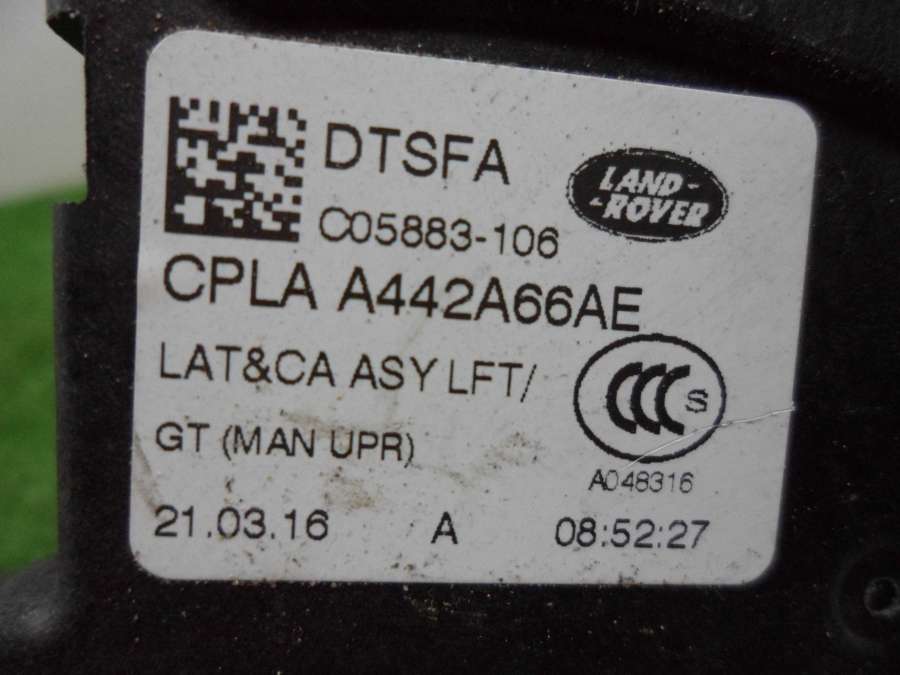 DTSFA
LAND-
-ROVER
C05883-106
CPLA A442A66AE
LAT&CA ASY LFT/
CCC S
GT (MAN UPR)
A048316
21.03.16 A 08:52:27